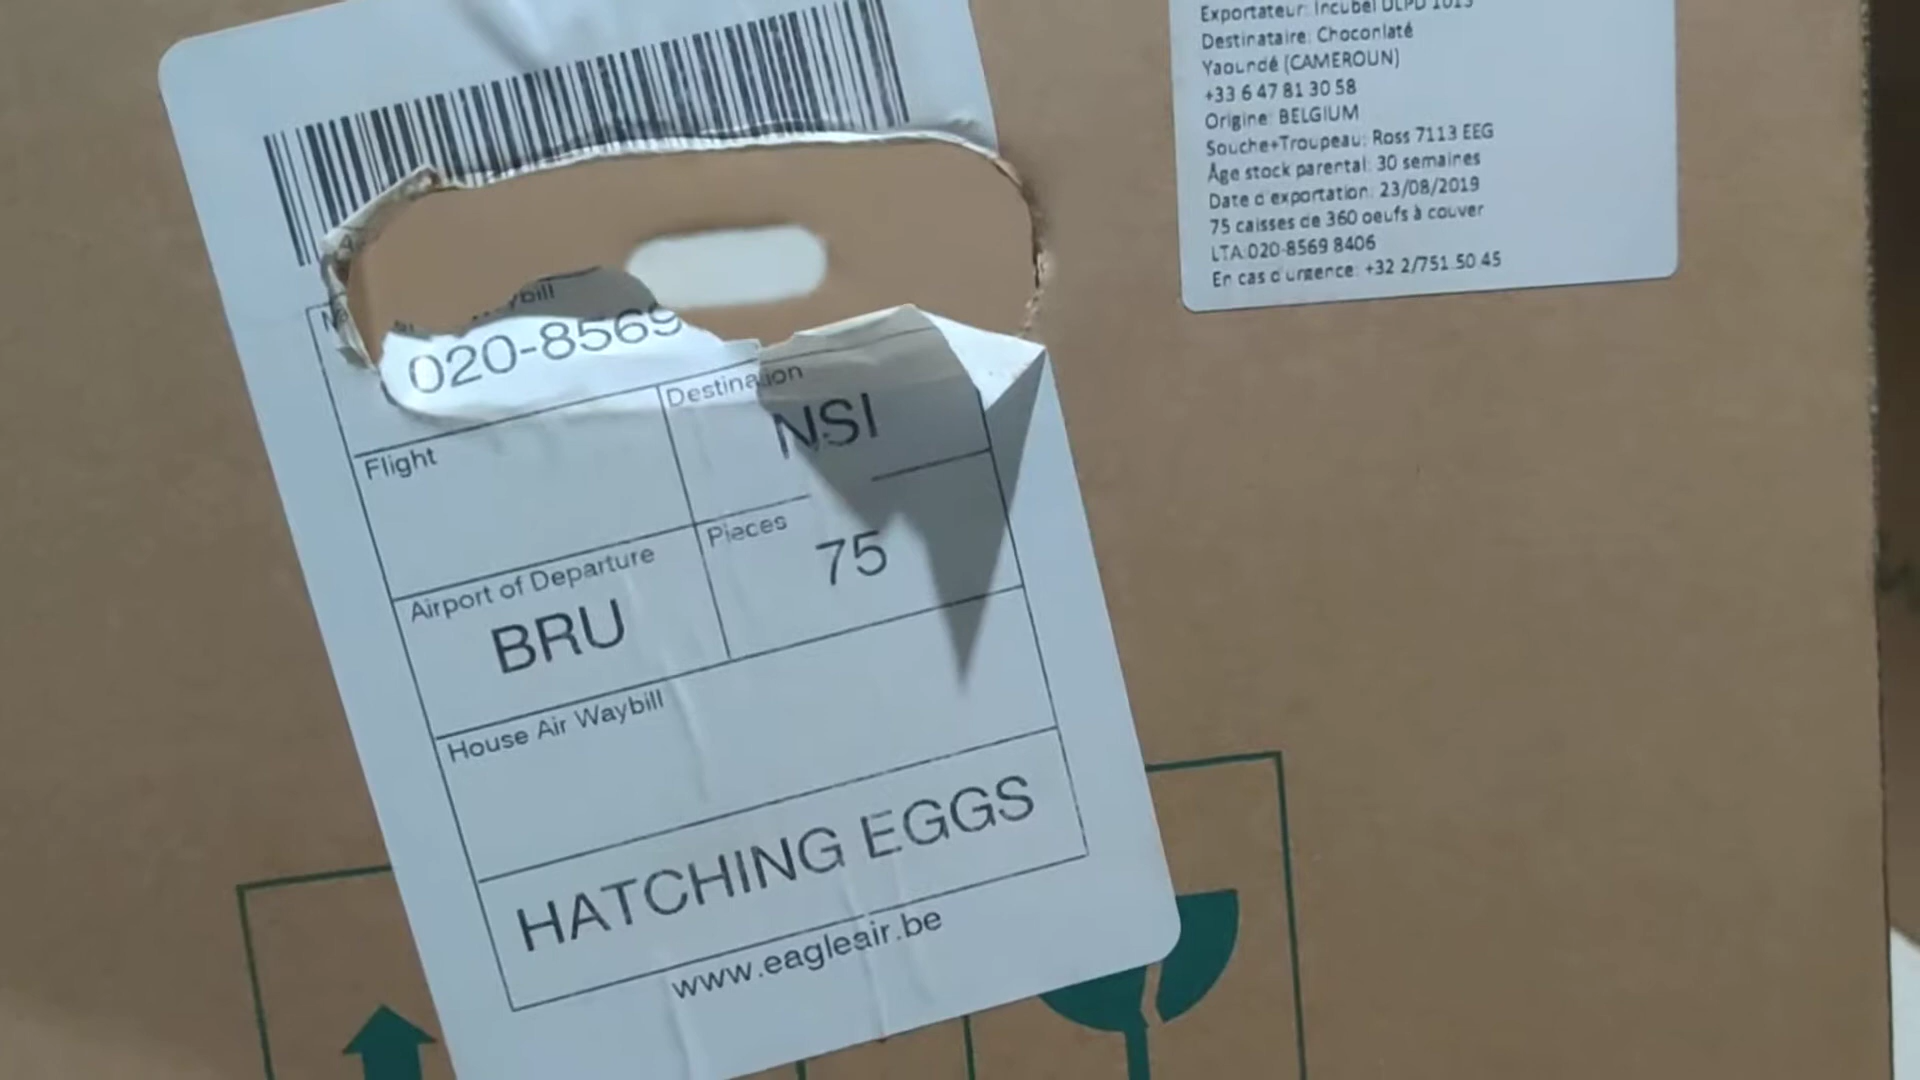 020-8569
Destination
NSI
Flight
Pieces
75
Airport of Departure
BRU
House Air Waybill
HATCHING EGGS
www.eagleair.be
Exportateur: Incubel
Destinataire: Choconlaté
Yaoundé (CAMEROUN)
+33 6 47 81 30 58
Origine: BELGIUM
Souche+Troupeau: Ross 7113 EEG
Âge stock parental: 30 semaines
Date d'exportation: 23/08/2019
75 caisses de 360 oeufs à couver
LTA:020-8569 8406
En cas d'urgence: +32 2/751.50 45